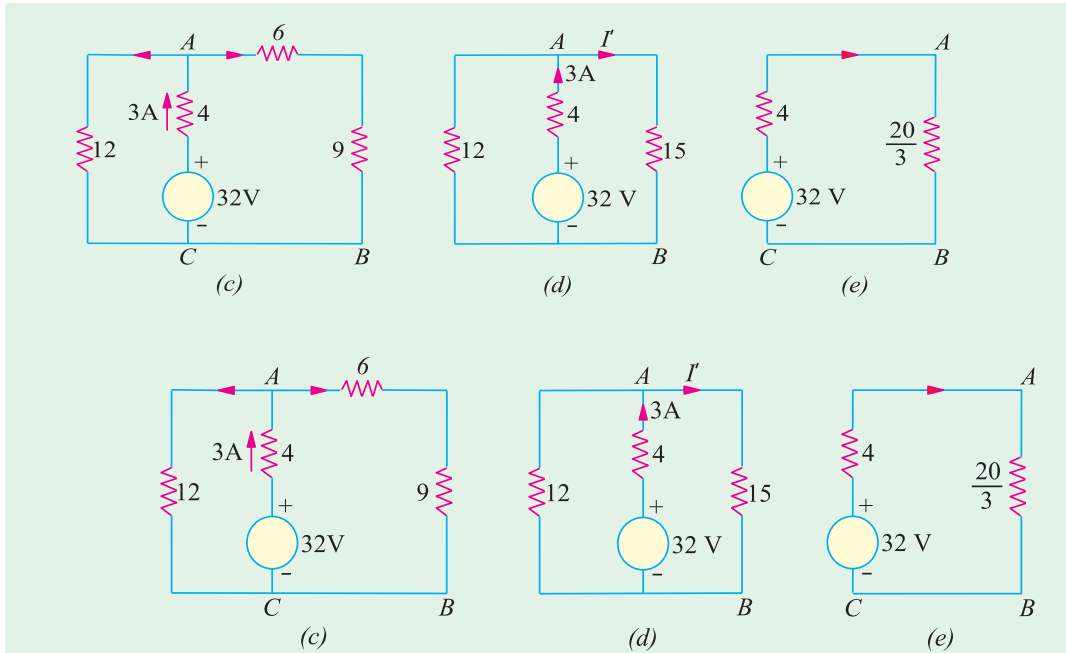 A 6
3A 4
12 9
+
32V
-
C B
(c)
A I'
3A
4
12 15
+
32 V
-
B
(d)
A
4 20/3
+
32 V
-
C B
(e)
A 6
3A 4
12 9
+
32V
-
C B
(c)
A I'
3A
4
12 15
+
32 V
-
B
(d)
A
4 20/3
+
32 V
-
C B
(e)